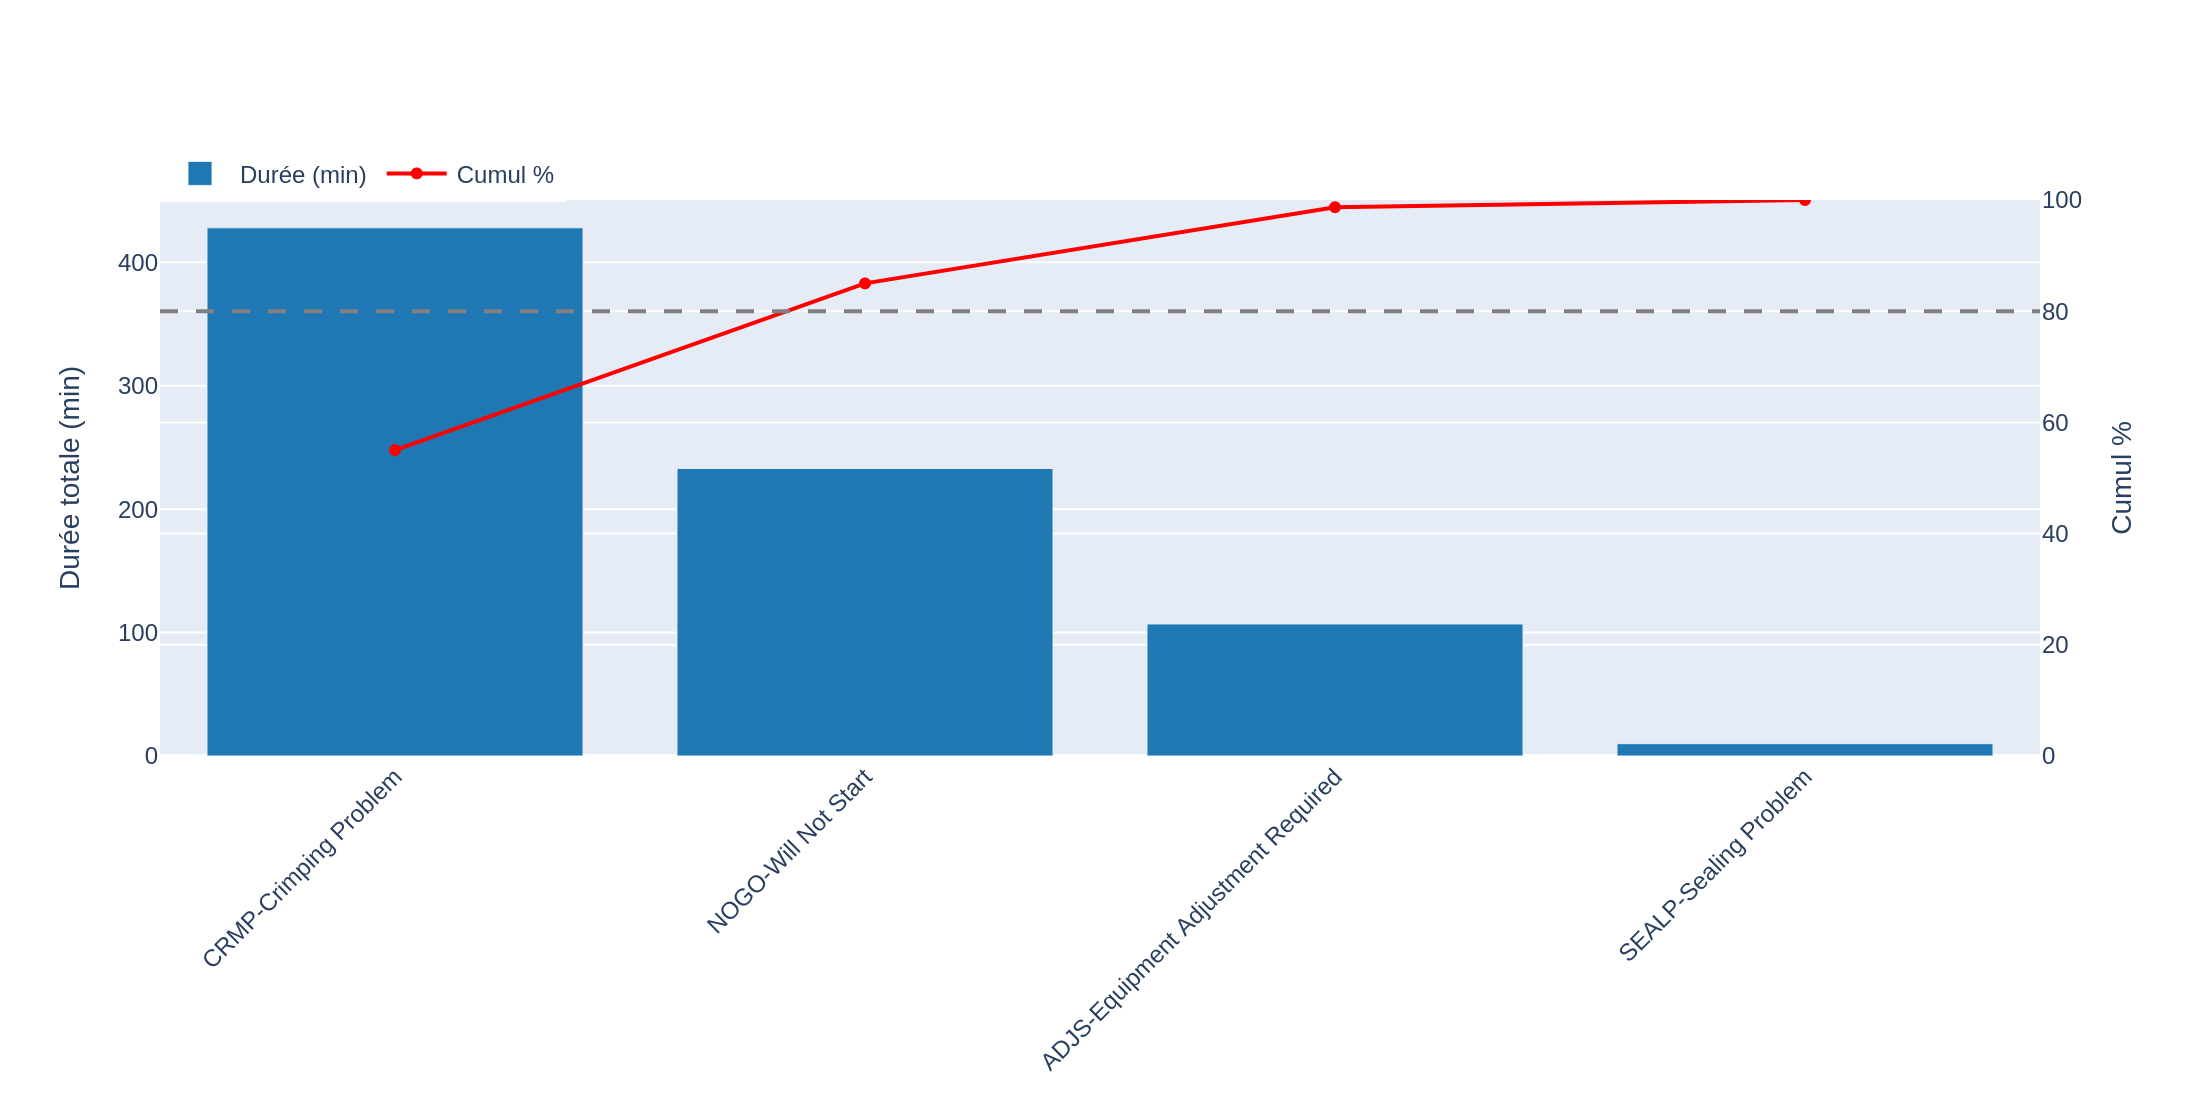 Durée (min)
Cumul %
Durée totale (min)
400
300
200
100
0
100
80
60
40
20
0
Cumul %
CRMP-Crimping Problem
NOGO-Will Not Start
ADJS-Equipment Adjustment Required
SEALP-Sealing Problem